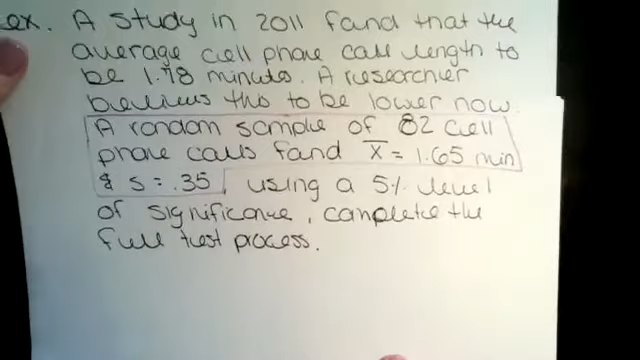 ex. A study in 2011 found that the
average cell phone call length to
be 1.78 minutes. A researcher
believes this to be lower now.
A random sample of 82 cell
phone calls found x̄ = 1.65 min
& s = .35, using a 5% level
of significance, complete the
full test process.